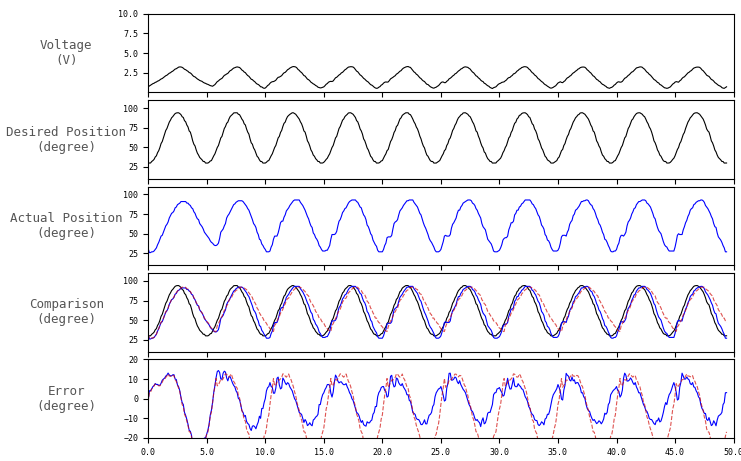 10.0
7.5
Voltage
(V)
5.0
2.5
100
Desired Position
(degree)
75
50
25
100
Actual Position
(degree)
75
50
25
100
Comparison
(degree)
75
50
25
20
10
Error
(degree)
0
−10
−20
0.0 5.0 10.0 15.0 20.0 25.0 30.0 35.0 40.0 45.0 50.0